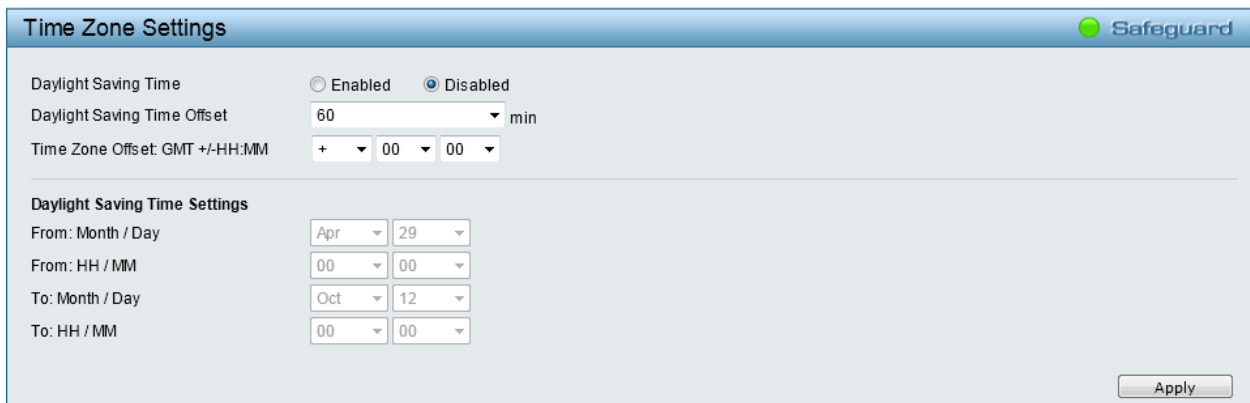 Time Zone Settings Safeguard
Daylight Saving Time Enabled Disabled
Daylight Saving Time Offset 60 min
Time Zone Offset: GMT +/-HH:MM + 00 00
Daylight Saving Time Settings
From: Month / Day Apr 29
From: HH / MM 00 00
To: Month / Day Oct 12
To: HH / MM 00 00
Apply